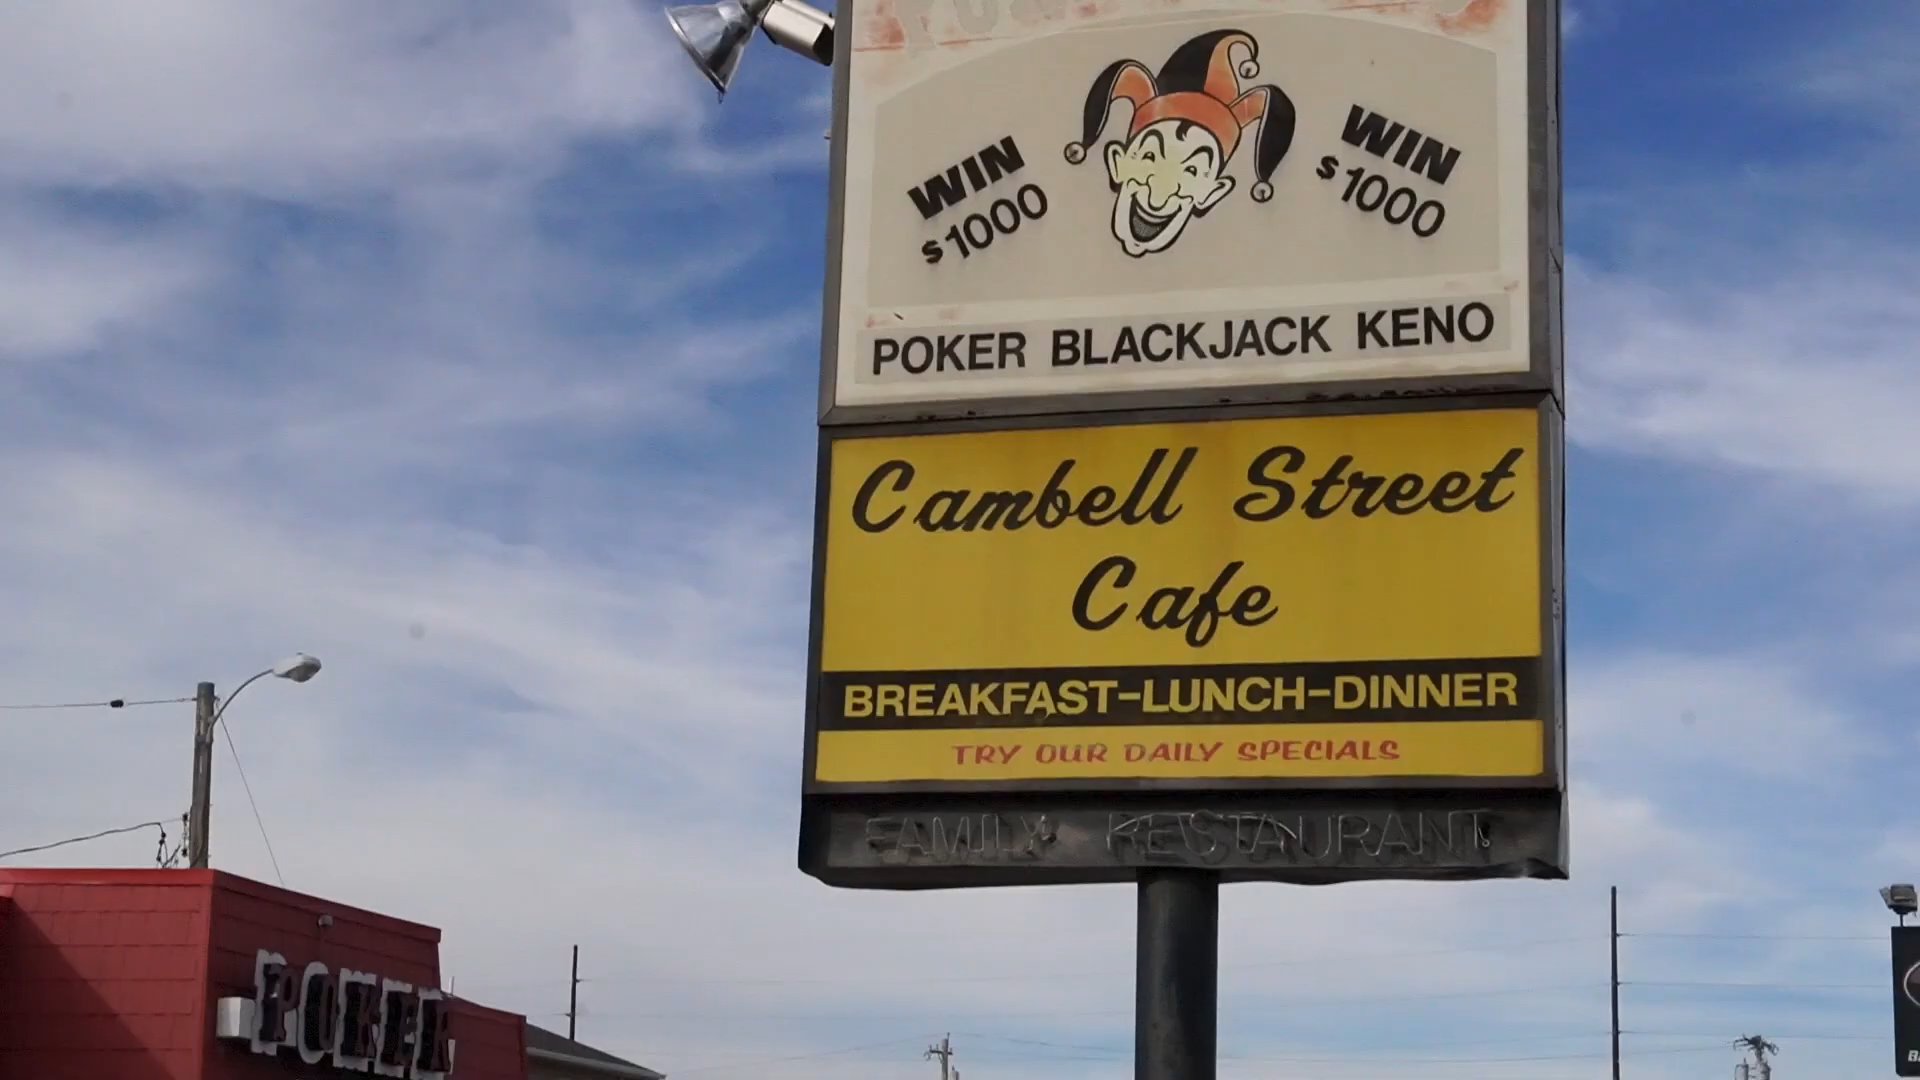 WIN
$1000
WIN
$1000
POKER BLACKJACK KENO
Cambell Street
Cafe
BREAKFAST-LUNCH-DINNER
TRY OUR DAILY SPECIALS
FAMILY RESTAURANT
POKER